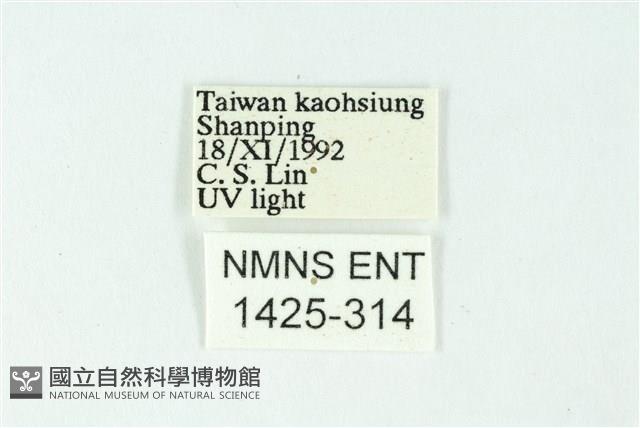 Taiwan kaohsiung
Shanping
18/XI/1992
C. S. Lin
UV light
NMNS ENT
1425-314
國立自然科學博物館
NATIONAL MUSEUM OF NATURAL SCIENCE